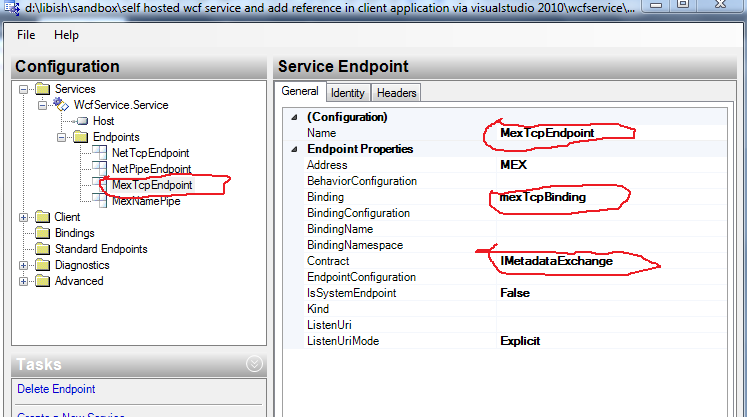 d:\libish\sandbox\self hosted wcf service and add reference in client application via visualstudio 2010\wcfservice\...
File Help
Configuration
Services
WcfService.Service
Host
Endpoints
NetTcpEndpoint
NetPipeEndpoint
MexTcpEndpoint
MexNamePipe
Client
Bindings
Standard Endpoints
Diagnostics
Advanced
Tasks
Delete Endpoint
Create a New Service
Service Endpoint
General Identity Headers
(Configuration)
Name MexTcpEndpoint
Endpoint Properties
Address MEX
BehaviorConfiguration
Binding mexTcpBinding
BindingConfiguration
BindingName
BindingNamespace
Contract IMetadataExchange
EndpointConfiguration
IsSystemEndpoint False
Kind
ListenUri
ListenUriMode Explicit